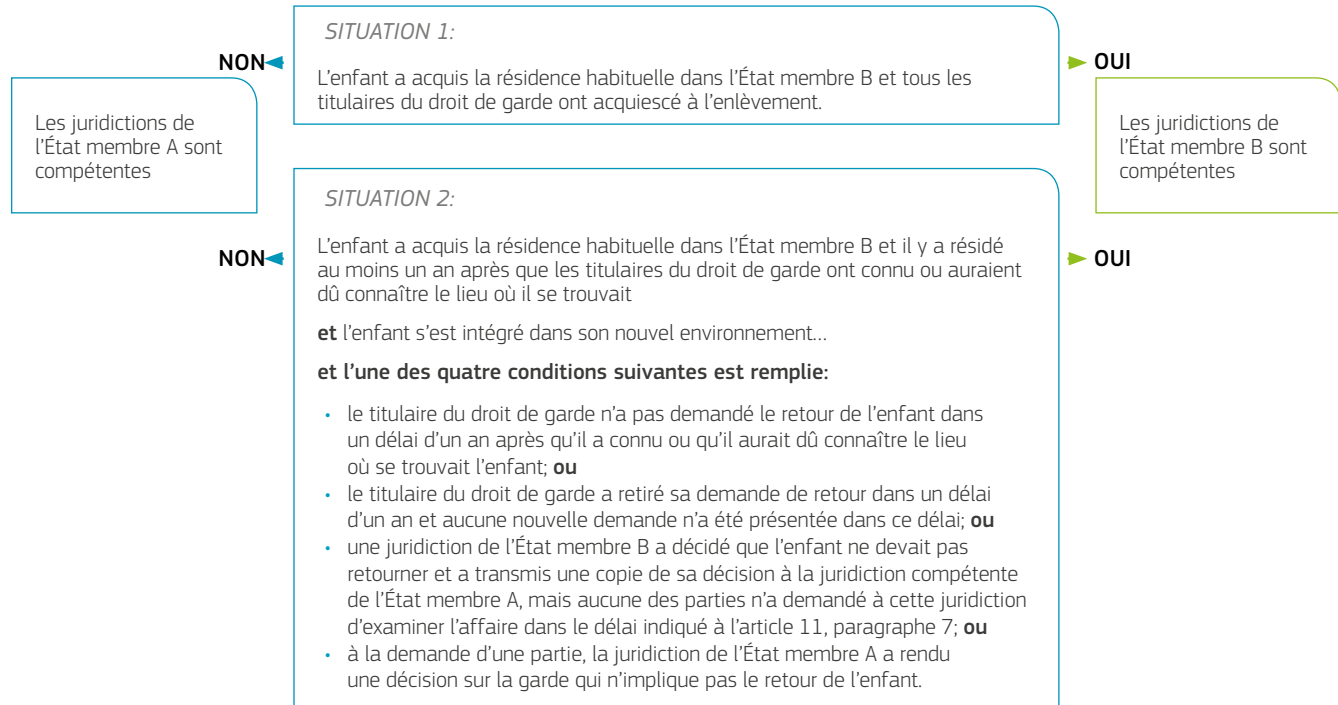 SITUATION 1:
NON
OUI
L'enfant a acquis la résidence habituelle dans l'État membre B et tous les
titulaires du droit de garde ont acquiescé à l'enlèvement.
Les juridictions de
l'État membre A sont
compétentes
Les juridictions de
l'État membre B sont
compétentes
SITUATION 2:
NON
OUI
L'enfant a acquis la résidence habituelle dans l'État membre B et il y a résidé
au moins un an après que les titulaires du droit de garde ont connu ou auraient
dû connaître le lieu où il se trouvait
et l'enfant s'est intégré dans son nouvel environnement…
et l'une des quatre conditions suivantes est remplie:
• le titulaire du droit de garde n'a pas demandé le retour de l'enfant dans
un délai d'un an après qu'il a connu ou qu'il aurait dû connaître le lieu
où se trouvait l'enfant; ou
• le titulaire du droit de garde a retiré sa demande de retour dans un délai
d'un an et aucune nouvelle demande n'a été présentée dans ce délai; ou
• une juridiction de l'État membre B a décidé que l'enfant ne devait pas
retourner et a transmis une copie de sa décision à la juridiction compétente
de l'État membre A, mais aucune des parties n'a demandé à cette juridiction
d'examiner l'affaire dans le délai indiqué à l'article 11, paragraphe 7; ou
• à la demande d'une partie, la juridiction de l'État membre A a rendu
une décision sur la garde qui n'implique pas le retour de l'enfant.